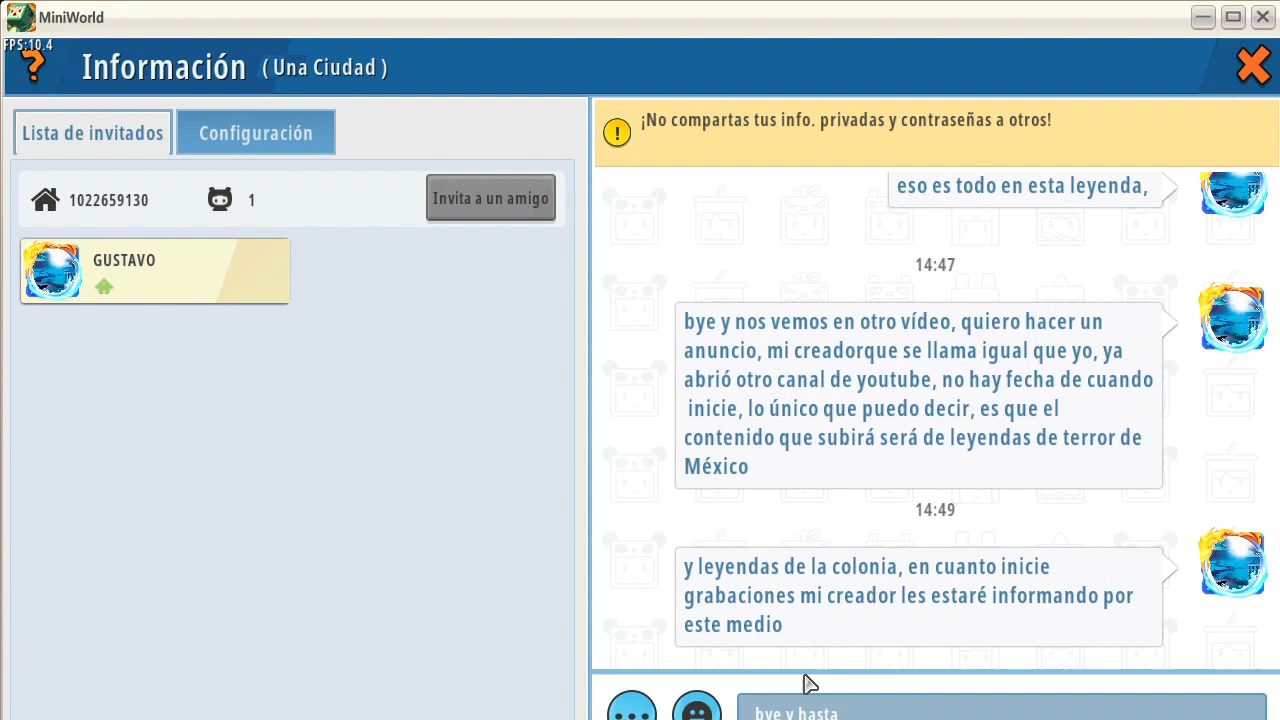 MiniWorld
FPS:10.4
Información ( Una Ciudad )
Lista de invitados
Configuración
1022659130
1
Invita a un amigo
GUSTAVO
¡No compartas tus info. privadas y contraseñas a otros!
eso es todo en esta leyenda,
14:47
bye y nos vemos en otro vídeo, quiero hacer un
anuncio, mi creadorque se llama igual que yo, ya
abrió otro canal de youtube, no hay fecha de cuando
inicie, lo único que puedo decir, es que el
contenido que subirá será de leyendas de terror de
México
14:49
y leyendas de la colonia, en cuanto inicie
grabaciones mi creador les estaré informando por
este medio
bye y hasta